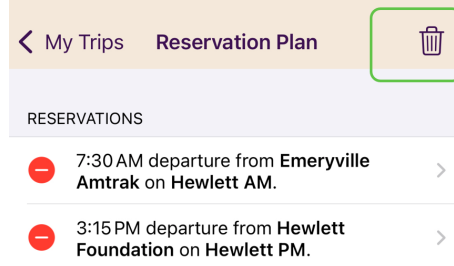 My Trips Reservation Plan
RESERVATIONS
7:30 AM departure from Emeryville
Amtrak on Hewlett AM.
3:15 PM departure from Hewlett
Foundation on Hewlett PM.